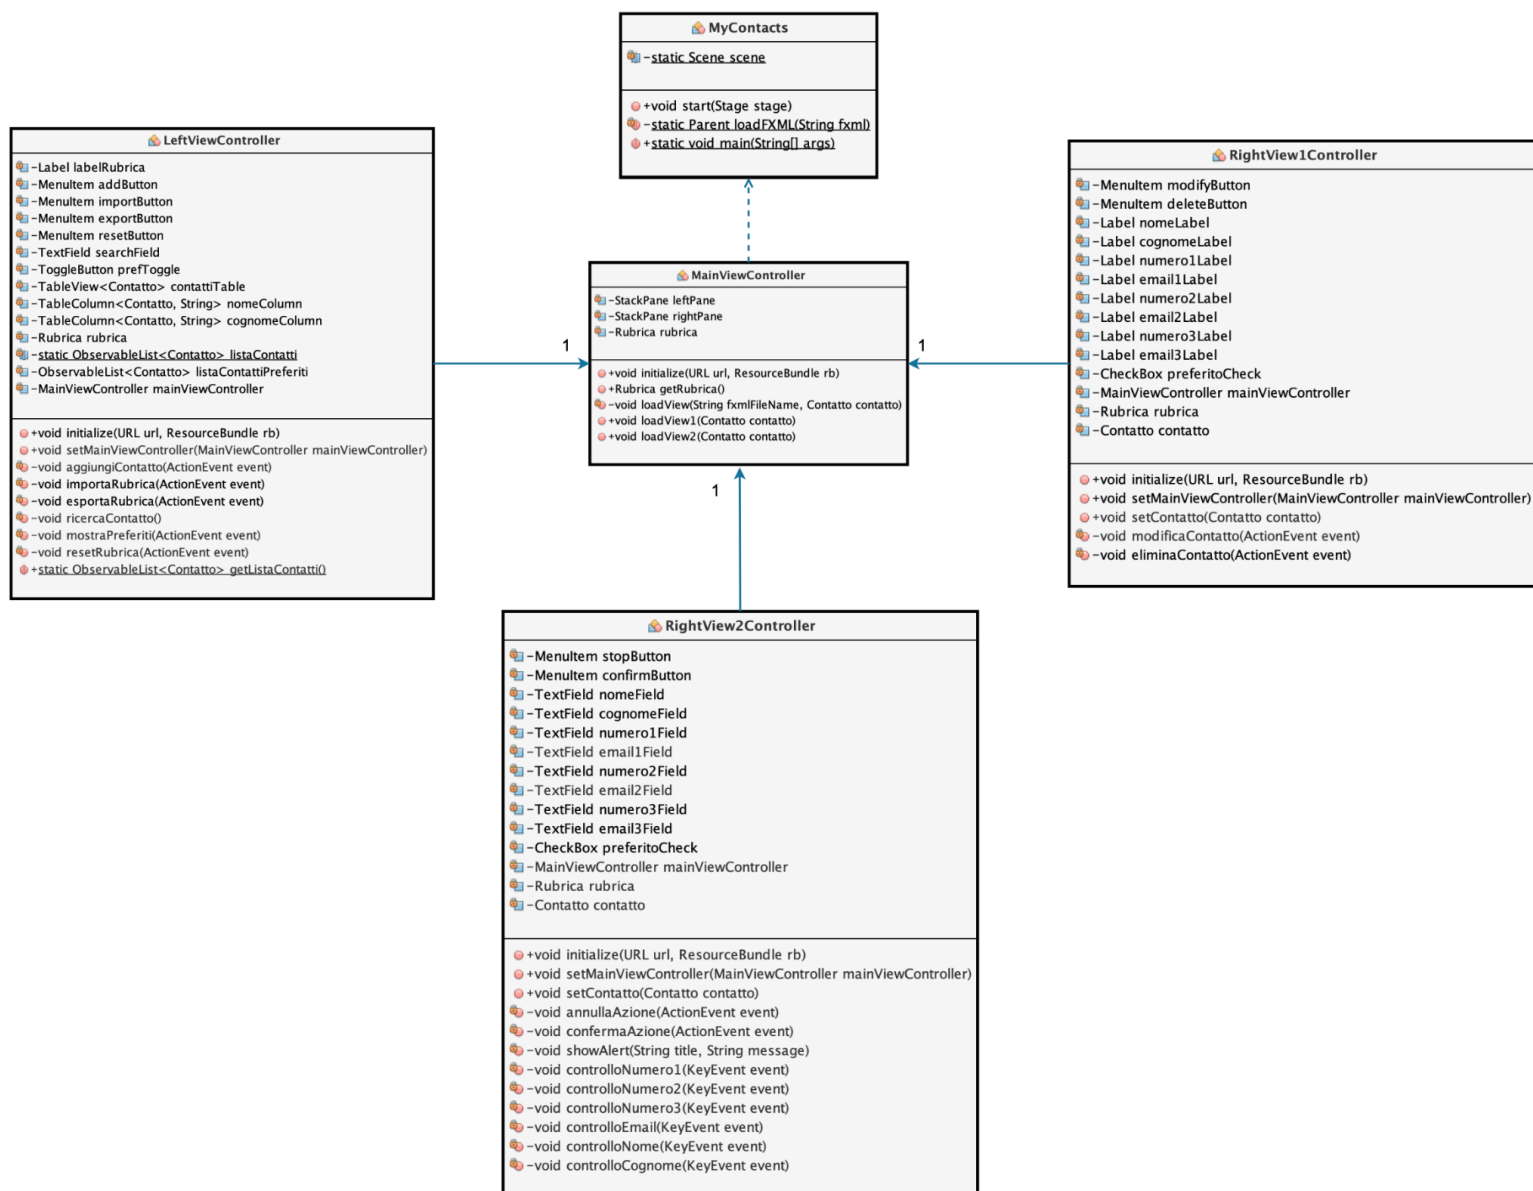 MyContacts
-static Scene scene
+void start(Stage stage)
-static Parent loadFXML(String fxml)
+static void main(String[] args)
LeftViewController
-Label labelRubrica
-MenuItem addButton
-MenuItem importButton
-MenuItem exportButton
-MenuItem resetButton
-TextField searchField
-ToggleButton prefToggle
-TableView<Contatto> contattiTable
-TableColumn<Contatto, String> nomeColumn
-TableColumn<Contatto, String> cognomeColumn
-Rubrica rubrica
-static ObservableList<Contatto> listaContatti
-ObservableList<Contatto> listaContattiPreferiti
-MainViewController mainViewController
+void initialize(URL url, ResourceBundle rb)
+void setMainViewController(MainViewController mainViewController)
-void aggiungiContatto(ActionEvent event)
-void importaRubrica(ActionEvent event)
-void esportaRubrica(ActionEvent event)
-void ricercaContatto()
-void mostraPreferiti(ActionEvent event)
-void resetRubrica(ActionEvent event)
+static ObservableList<Contatto> getListaContatti()
1
MainViewController
-StackPane leftPane
-StackPane rightPane
-Rubrica rubrica
+void initialize(URL url, ResourceBundle rb)
+Rubrica getRubrica()
-void loadView(String fxmlFileName, Contatto contatto)
+void loadView1(Contatto contatto)
+void loadView2(Contatto contatto)
1
RightView1Controller
-MenuItem modifyButton
-MenuItem deleteButton
-Label nomeLabel
-Label cognomeLabel
-Label numero1Label
-Label email1Label
-Label numero2Label
-Label email2Label
-Label numero3Label
-Label email3Label
-CheckBox preferitoCheck
-MainViewController mainViewController
-Rubrica rubrica
-Contatto contatto
+void initialize(URL url, ResourceBundle rb)
+void setMainViewController(MainViewController mainViewController)
+void setContatto(Contatto contatto)
-void modificaContatto(ActionEvent event)
-void eliminaContatto(ActionEvent event)
1
RightView2Controller
-MenuItem stopButton
-MenuItem confirmButton
-TextField nomeField
-TextField cognomeField
-TextField numero1Field
-TextField email1Field
-TextField numero2Field
-TextField email2Field
-TextField numero3Field
-TextField email3Field
-CheckBox preferitoCheck
-MainViewController mainViewController
-Rubrica rubrica
-Contatto contatto
+void initialize(URL url, ResourceBundle rb)
+void setMainViewController(MainViewController mainViewController)
+void setContatto(Contatto contatto)
-void annullaAzione(ActionEvent event)
-void confermaAzione(ActionEvent event)
-void showAlert(String title, String message)
-void controlloNumero1(KeyEvent event)
-void controlloNumero2(KeyEvent event)
-void controlloNumero3(KeyEvent event)
-void controlloEmail(KeyEvent event)
-void controlloNome(KeyEvent event)
-void controlloCognome(KeyEvent event)